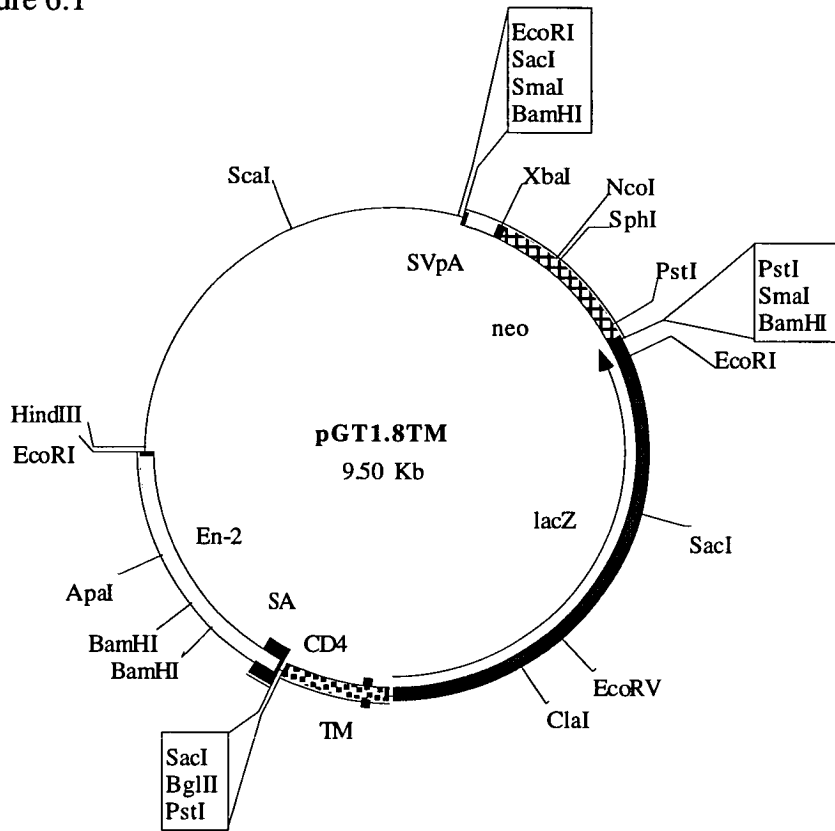 ure 6.1
EcoRI
SacI
SmaI
BamHI
ScaI
XbaI
NcoI
SphI
SVpA
PstI
PstI
SmaI
BamHI
neo
EcoRI
HindIII
EcoRI
pGT1.8TM
9.50 Kb
lacZ
SacI
En-2
ApaI
SA
BamHI
CD4
BamHI
EcoRV
ClaI
TM
SacI
BglII
PstI